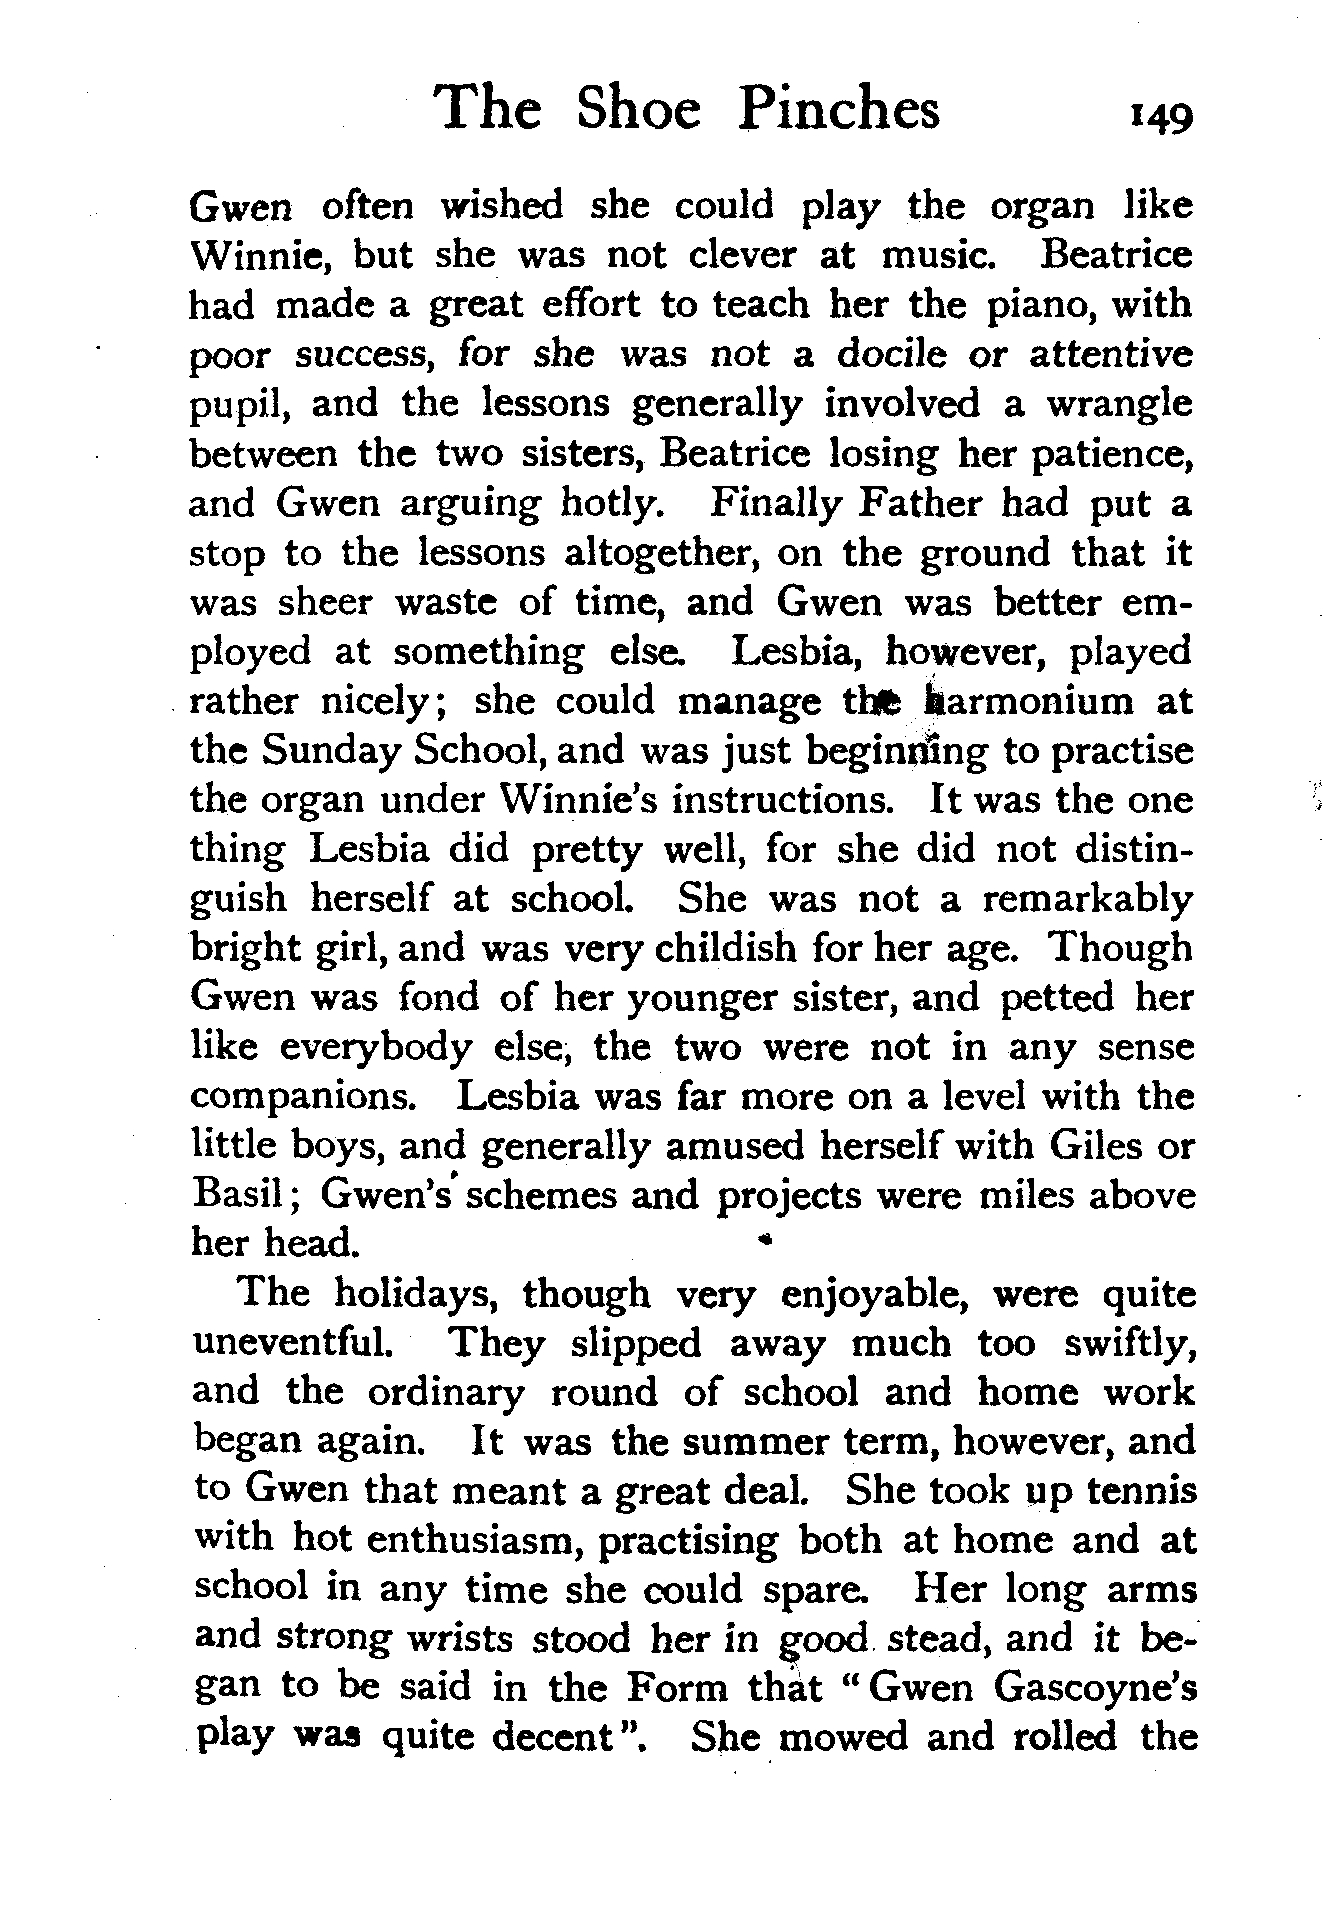 The Shoe Pinches 149
Gwen often wished she could play the organ like
Winnie, but she was not clever at music. Beatrice
had made a great effort to teach her the piano, with
poor success, for she was not a docile or attentive
pupil, and the lessons generally involved a wrangle
between the two sisters, Beatrice losing her patience,
and Gwen arguing hotly. Finally Father had put a
stop to the lessons altogether, on the ground that it
was sheer waste of time, and Gwen was better em-
ployed at something else. Lesbia, however, played
rather nicely; she could manage the harmonium at
the Sunday School, and was just beginning to practise
the organ under Winnie's instructions. It was the one
thing Lesbia did pretty well, for she did not distin-
guish herself at school. She was not a remarkably
bright girl, and was very childish for her age. Though
Gwen was fond of her younger sister, and petted her
like everybody else, the two were not in any sense
companions. Lesbia was far more on a level with the
little boys, and generally amused herself with Giles or
Basil; Gwen's schemes and projects were miles above
her head.
The holidays, though very enjoyable, were quite
uneventful. They slipped away much too swiftly,
and the ordinary round of school and home work
began again. It was the summer term, however, and
to Gwen that meant a great deal. She took up tennis
with hot enthusiasm, practising both at home and at
school in any time she could spare. Her long arms
and strong wrists stood her in good stead, and it be-
gan to be said in the Form that "Gwen Gascoyne's
play was quite decent". She mowed and rolled the